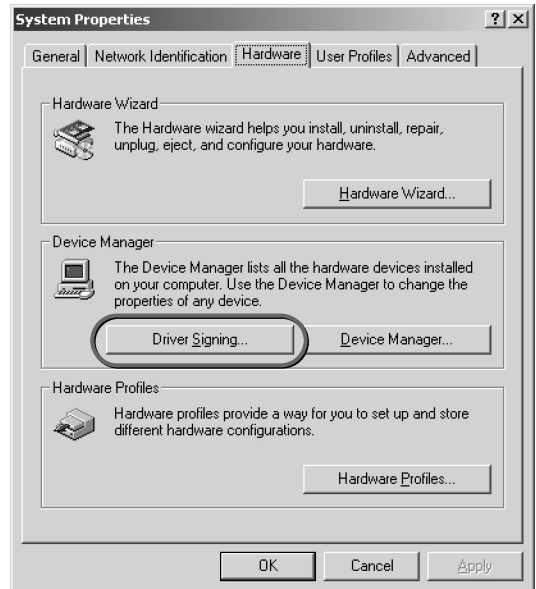 System Properties
General Network Identification Hardware User Profiles Advanced
Hardware Wizard
The Hardware wizard helps you install, uninstall, repair,
unplug, eject, and configure your hardware.
Hardware Wizard...
Device Manager
The Device Manager lists all the hardware devices installed
on your computer. Use the Device Manager to change the
properties of any device.
Driver Signing... Device Manager...
Hardware Profiles
Hardware profiles provide a way for you to set up and store
different hardware configurations.
Hardware Profiles...
OK Cancel Apply